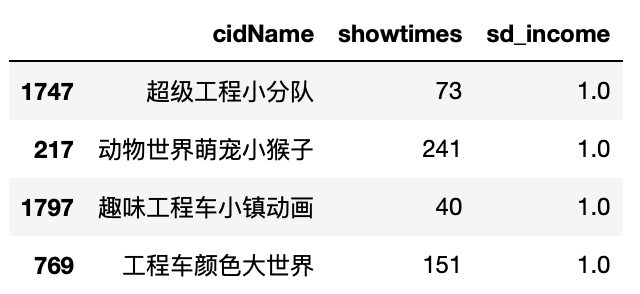 cidName showtimes sd_income
1747 超级工程小分队 73 1.0
217 动物世界萌宠小猴子 241 1.0
1797 趣味工程车小镇动画 40 1.0
769 工程车颜色大世界 151 1.0